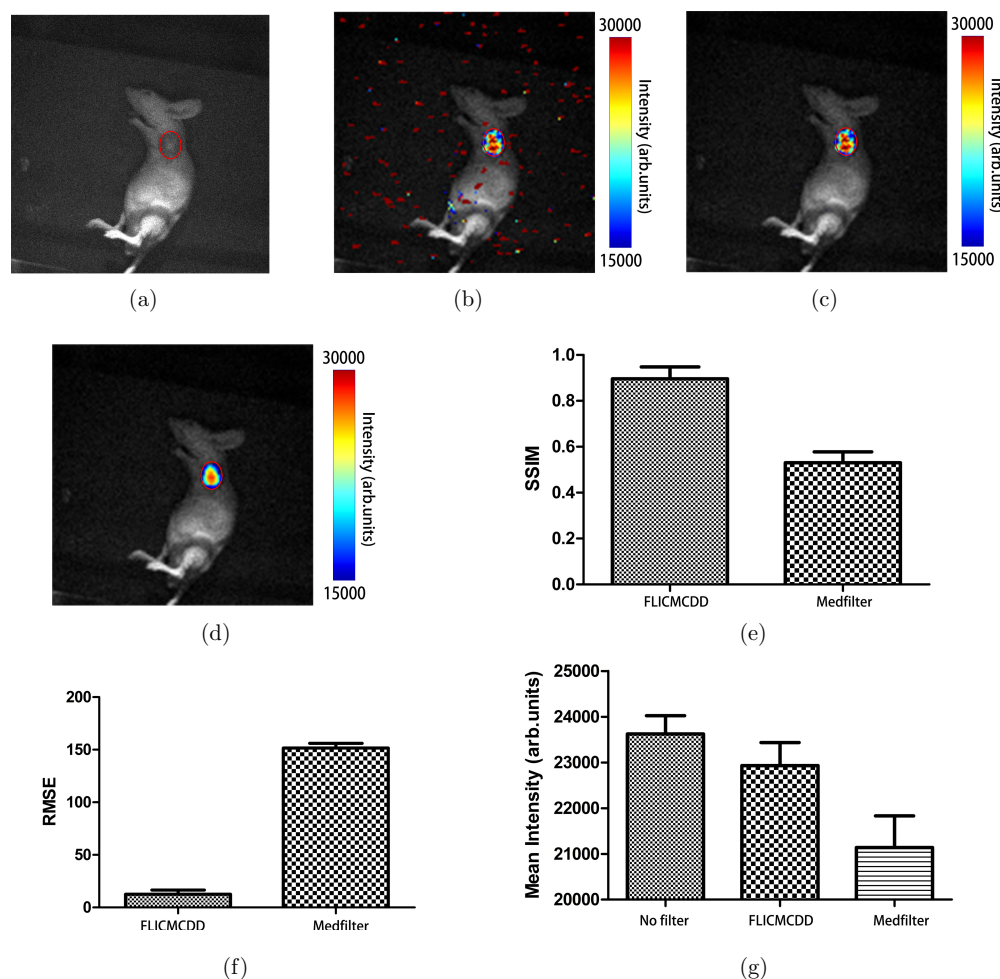 30000
Intensity (arb.units)
15000
30000
Intensity (arb.units)
15000
(a)
(b)
(c)
30000
Intensity (arb.units)
15000
(d)
1.0
0.8
0.6
0.4
0.2
0.0
SSIM
FLICMCDD
Medfilter
(e)
200
150
100
50
0
RMSE
FLICMCDD
Medfilter
(f)
25000
24000
23000
22000
21000
20000
Mean Intensity (arb.units)
No filter
FLICMCDD
Medfilter
(g)